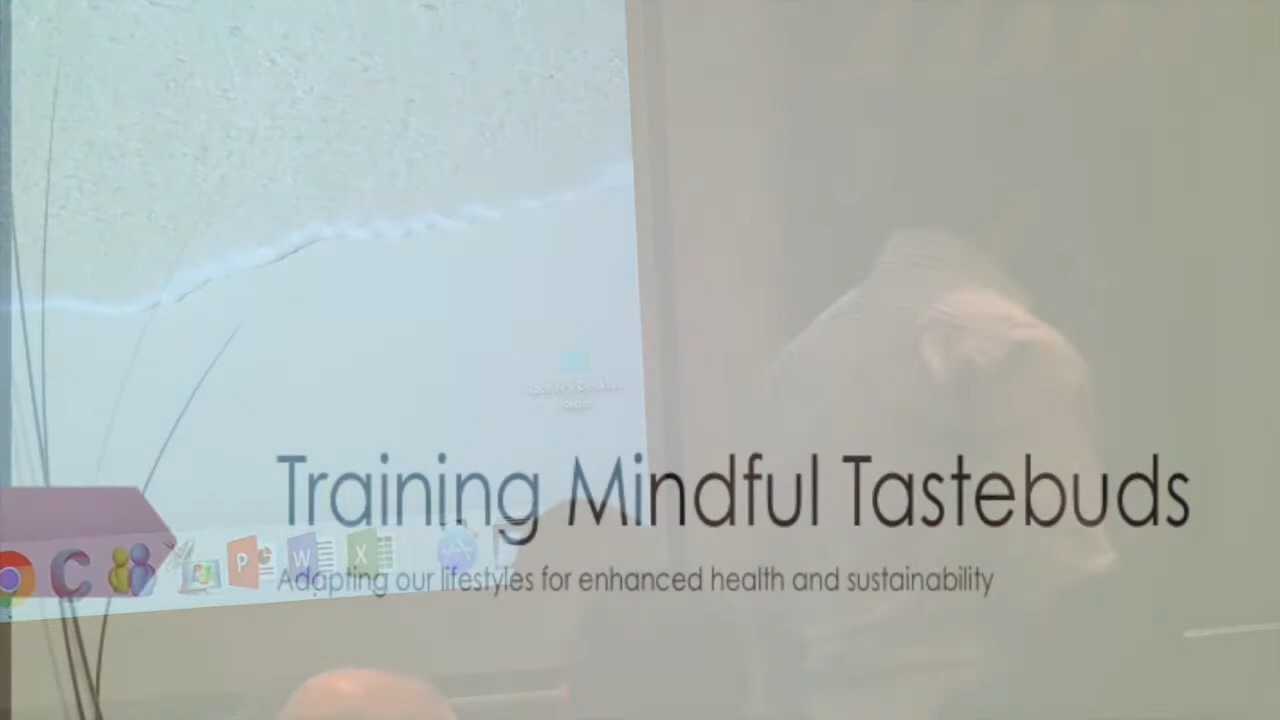 Training Mindful Tastebuds
P W X
Adapting our lifestyles for enhanced health and sustainability